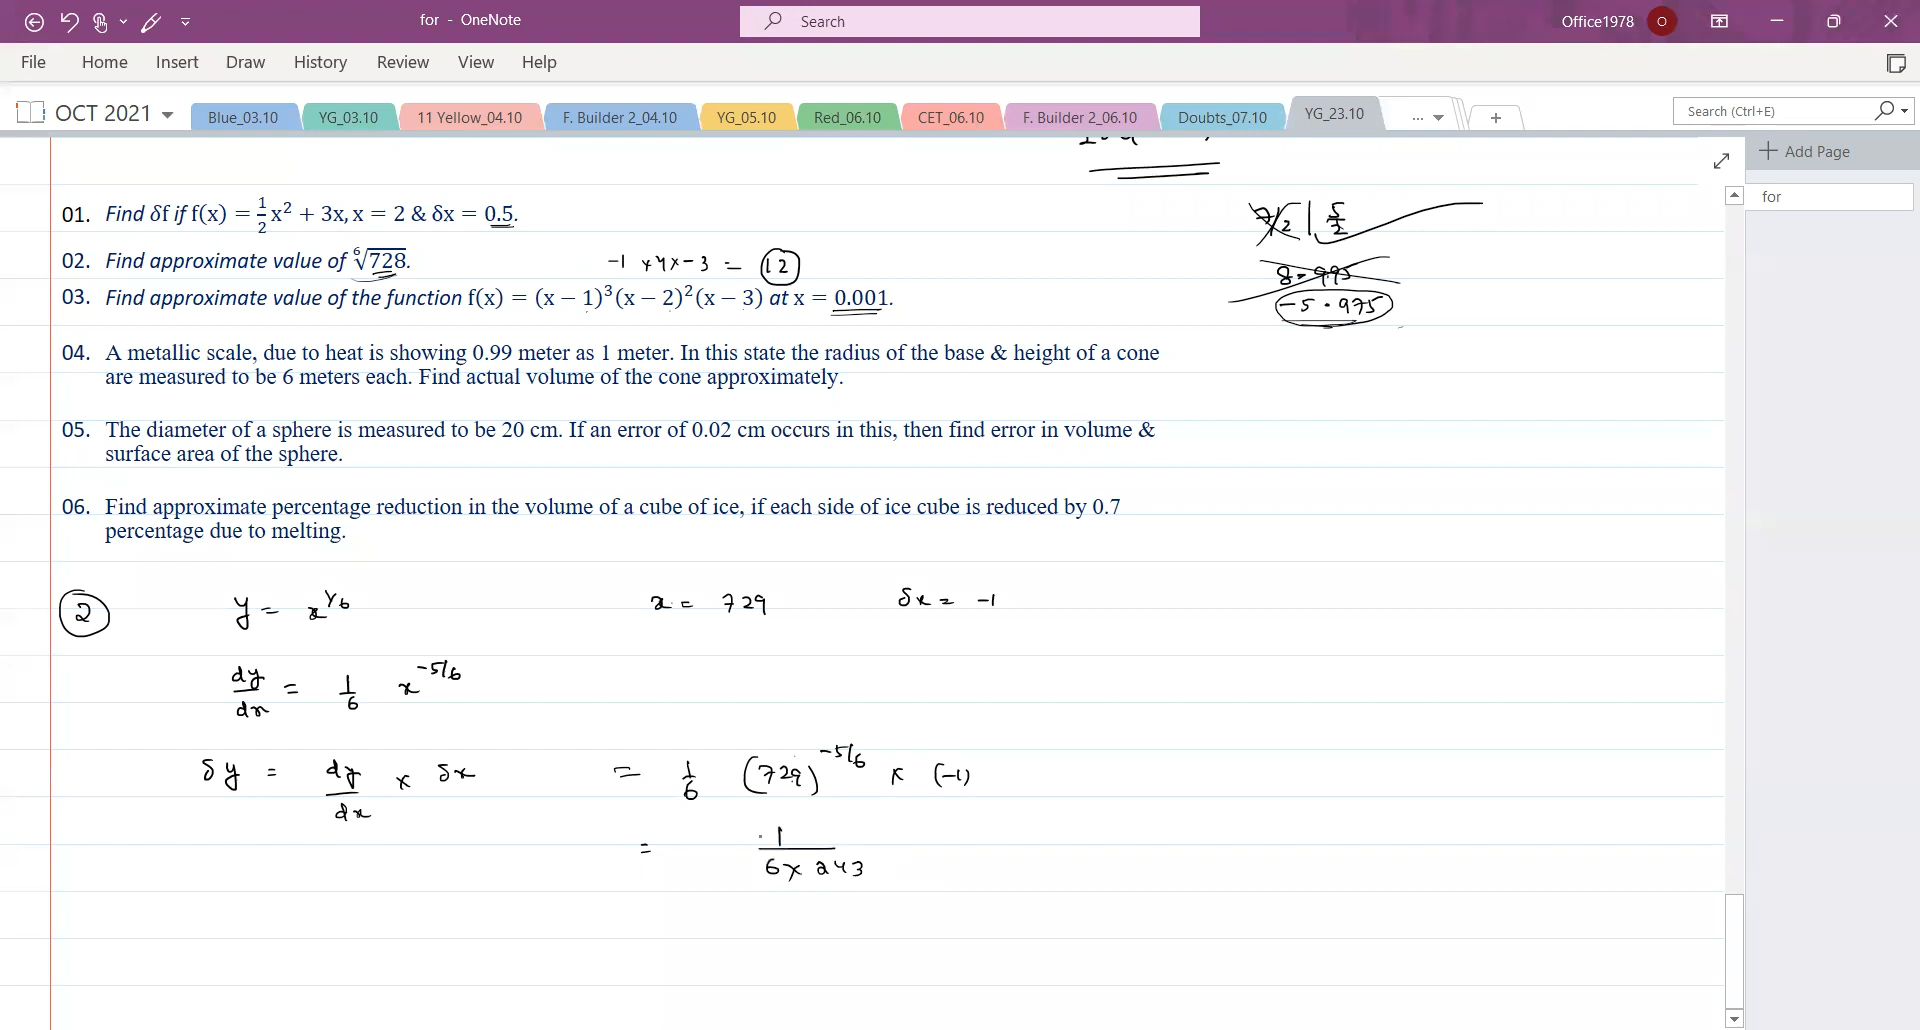 for - OneNote
Search
Office1978
O
File Home Insert Draw History Review View Help
OCT 2021
Blue_03.10 YG_03.10 11 Yellow_04.10 F. Builder 2_04.10 YG_05.10 Red_06.10 CET_06.10 F. Builder 2_06.10 Doubts_07.10 YG_23.10 ... +
Search (Ctrl+E)
+ Add Page
for
01. Find δf if f(x) = 1/2 x² + 3x, x = 2 & δx = 0.5.
7/2 | 5/2
02. Find approximate value of ⁶√728.
-1 x 4 x -3 = 12
8.995
03. Find approximate value of the function f(x) = (x − 1)³(x − 2)²(x − 3) at x = 0.001.
-5.975
04. A metallic scale, due to heat is showing 0.99 meter as 1 meter. In this state the radius of the base & height of a cone
are measured to be 6 meters each. Find actual volume of the cone approximately.
05. The diameter of a sphere is measured to be 20 cm. If an error of 0.02 cm occurs in this, then find error in volume &
surface area of the sphere.
06. Find approximate percentage reduction in the volume of a cube of ice, if each side of ice cube is reduced by 0.7
percentage due to melting.
2 y = x^1/6 x = 729 δx = -1
dy/dx = 1/6 x^-5/6
δy = dy/dx x δx = 1/6 (729)^-5/6 x (-1)
= 1/(6x243)